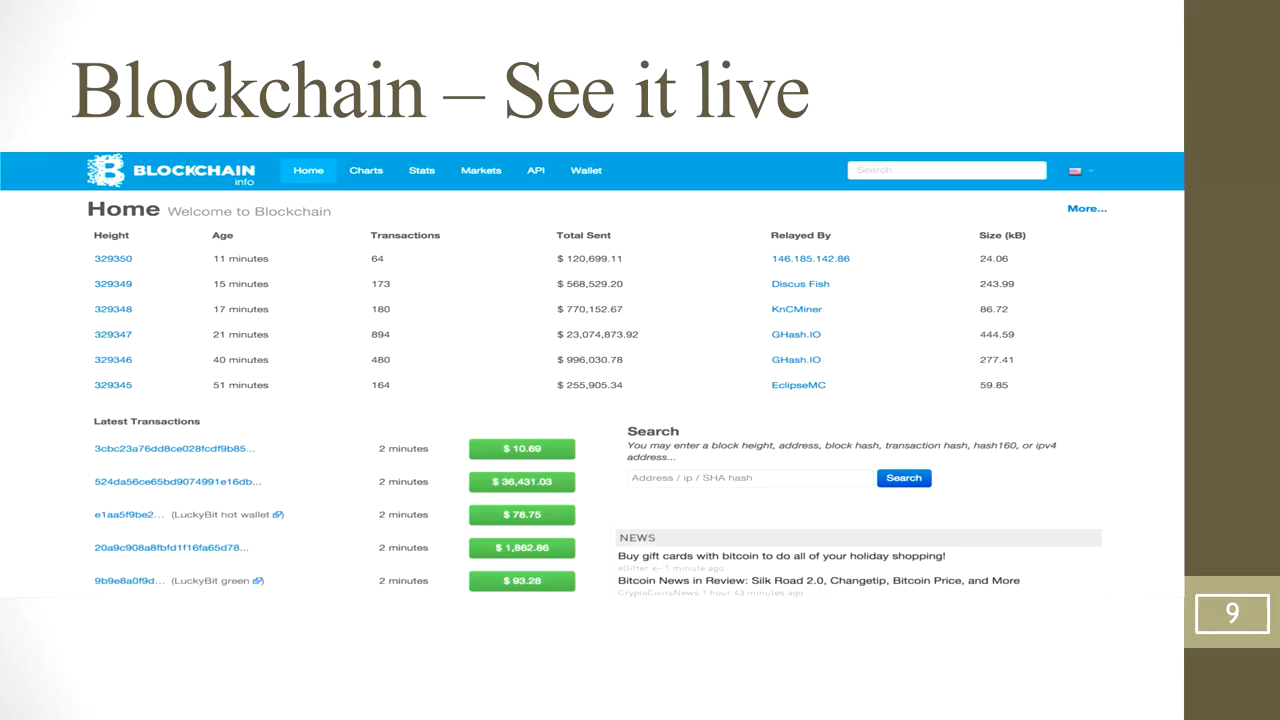 Blockchain – See it live
BLOCKCHAIN info Home Charts Stats Markets API Wallet Search
Home Welcome to Blockchain More...
Height Age Transactions Total Sent Relayed By Size (kB)
329350 11 minutes 64 $ 120,699.11 146.185.142.86 24.06
329349 15 minutes 173 $ 568,529.20 Discus Fish 243.99
329348 17 minutes 180 $ 770,152.67 KnCMiner 86.72
329347 21 minutes 894 $ 23,074,873.92 GHash.IO 444.59
329346 40 minutes 480 $ 996,030.78 GHash.IO 277.41
329345 51 minutes 164 $ 255,905.34 EclipseMC 59.85
Latest Transactions
3cbc23a76dd8ce028fcdf9b85... 2 minutes $ 10.69
524da56ce65bd9074991e16db... 2 minutes $ 36,431.03
e1aa5f9be2... (LuckyBit hot wallet) 2 minutes $ 78.75
20a9c908a8fbfd1f16fa65d78... 2 minutes $ 1,862.86
9b9e8a0f9d... (LuckyBit green) 2 minutes $ 93.28
Search
You may enter a block height, address, block hash, transaction hash, hash160, or ipv4
address...
Address / ip / SHA hash Search
NEWS
Buy gift cards with bitcoin to do all of your holiday shopping!
eGifter <- 1 minute ago
Bitcoin News in Review: Silk Road 2.0, Changetip, Bitcoin Price, and More
CryptoCoinsNews 1 hour 43 minutes ago
9